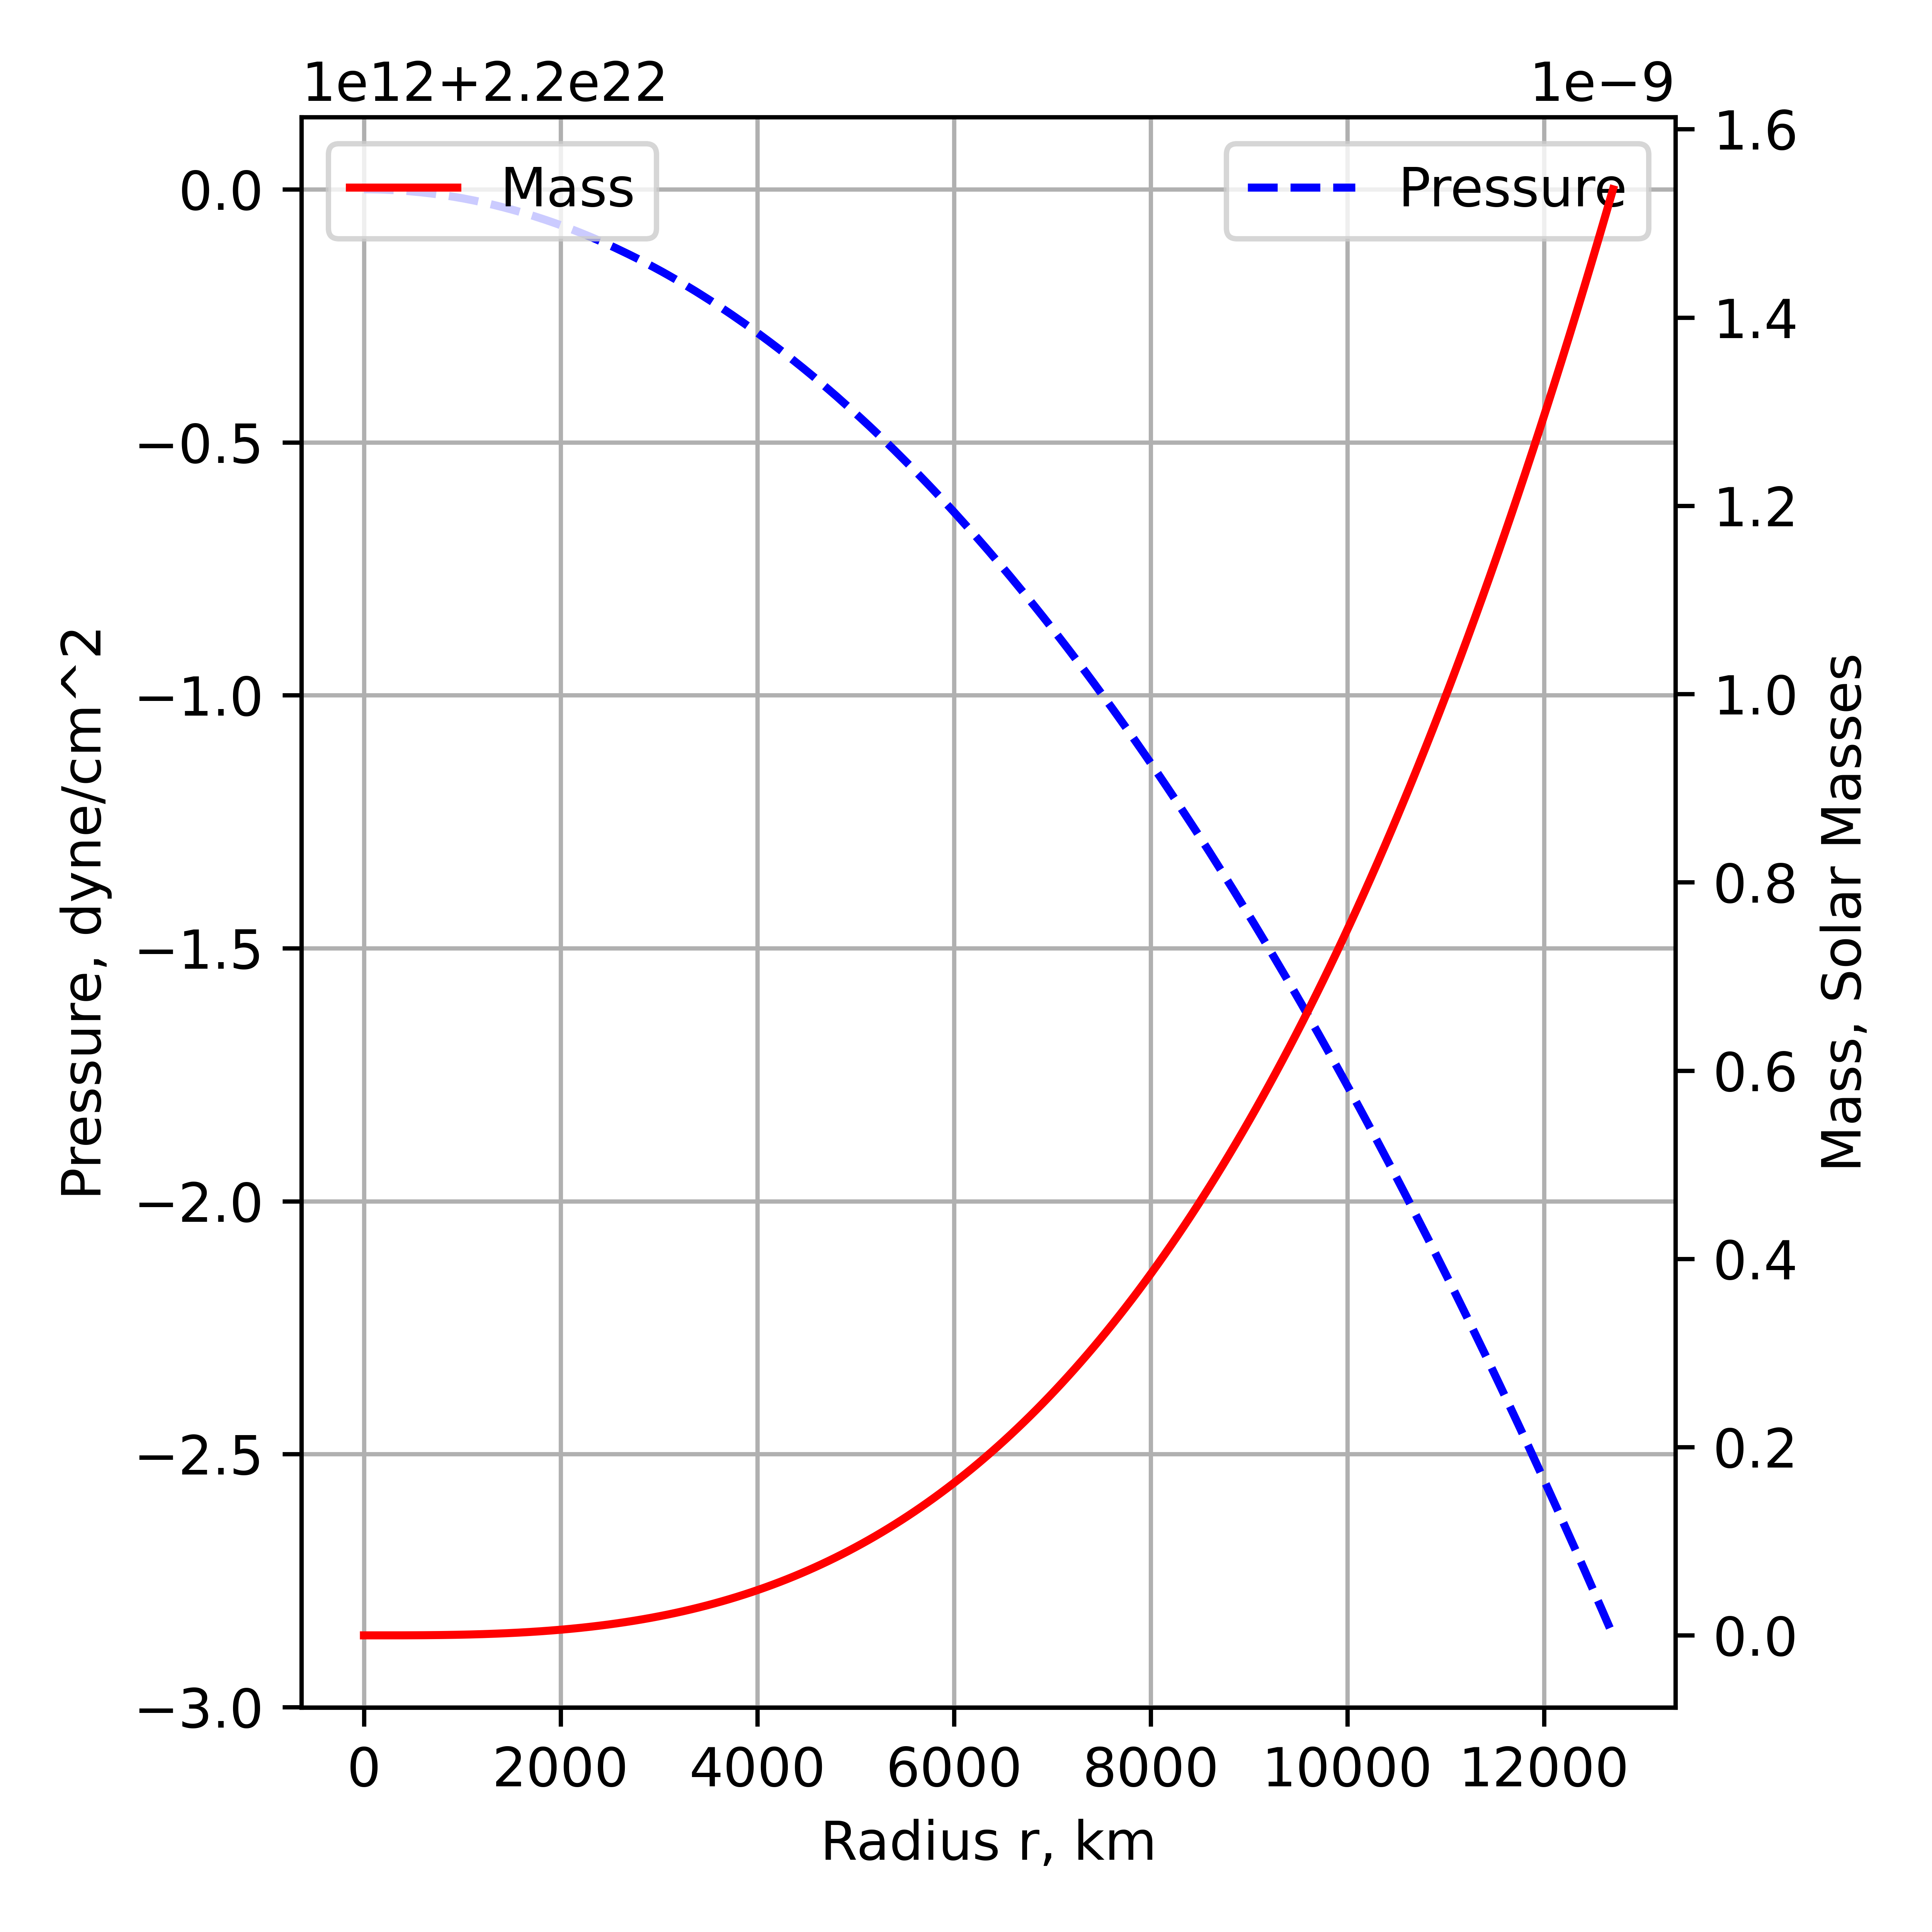 1e12+2.2e22
1e−9
Mass
Pressure
0.0
−0.5
−1.0
−1.5
−2.0
−2.5
−3.0
Pressure, dyne/cm^2
1.6
1.4
1.2
1.0
0.8
0.6
0.4
0.2
0.0
Mass, Solar Masses
0 2000 4000 6000 8000 10000 12000
Radius r, km